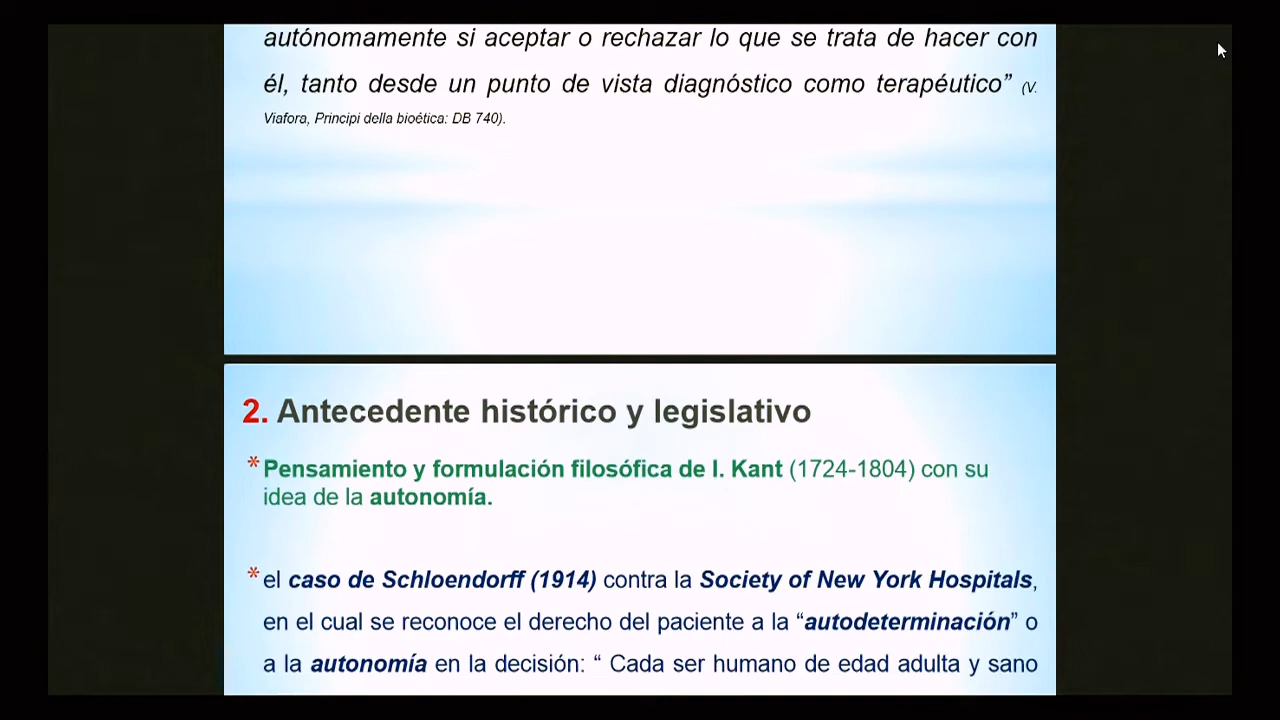 autónomamente si aceptar o rechazar lo que se trata de hacer con
él, tanto desde un punto de vista diagnóstico como terapéutico” (V.
Viafora, Principi della bioética: DB 740).
2. Antecedente histórico y legislativo
* Pensamiento y formulación filosófica de I. Kant (1724-1804) con su
idea de la autonomía.
* el caso de Schloendorff (1914) contra la Society of New York Hospitals,
en el cual se reconoce el derecho del paciente a la “autodeterminación” o
a la autonomía en la decisión: “ Cada ser humano de edad adulta y sano